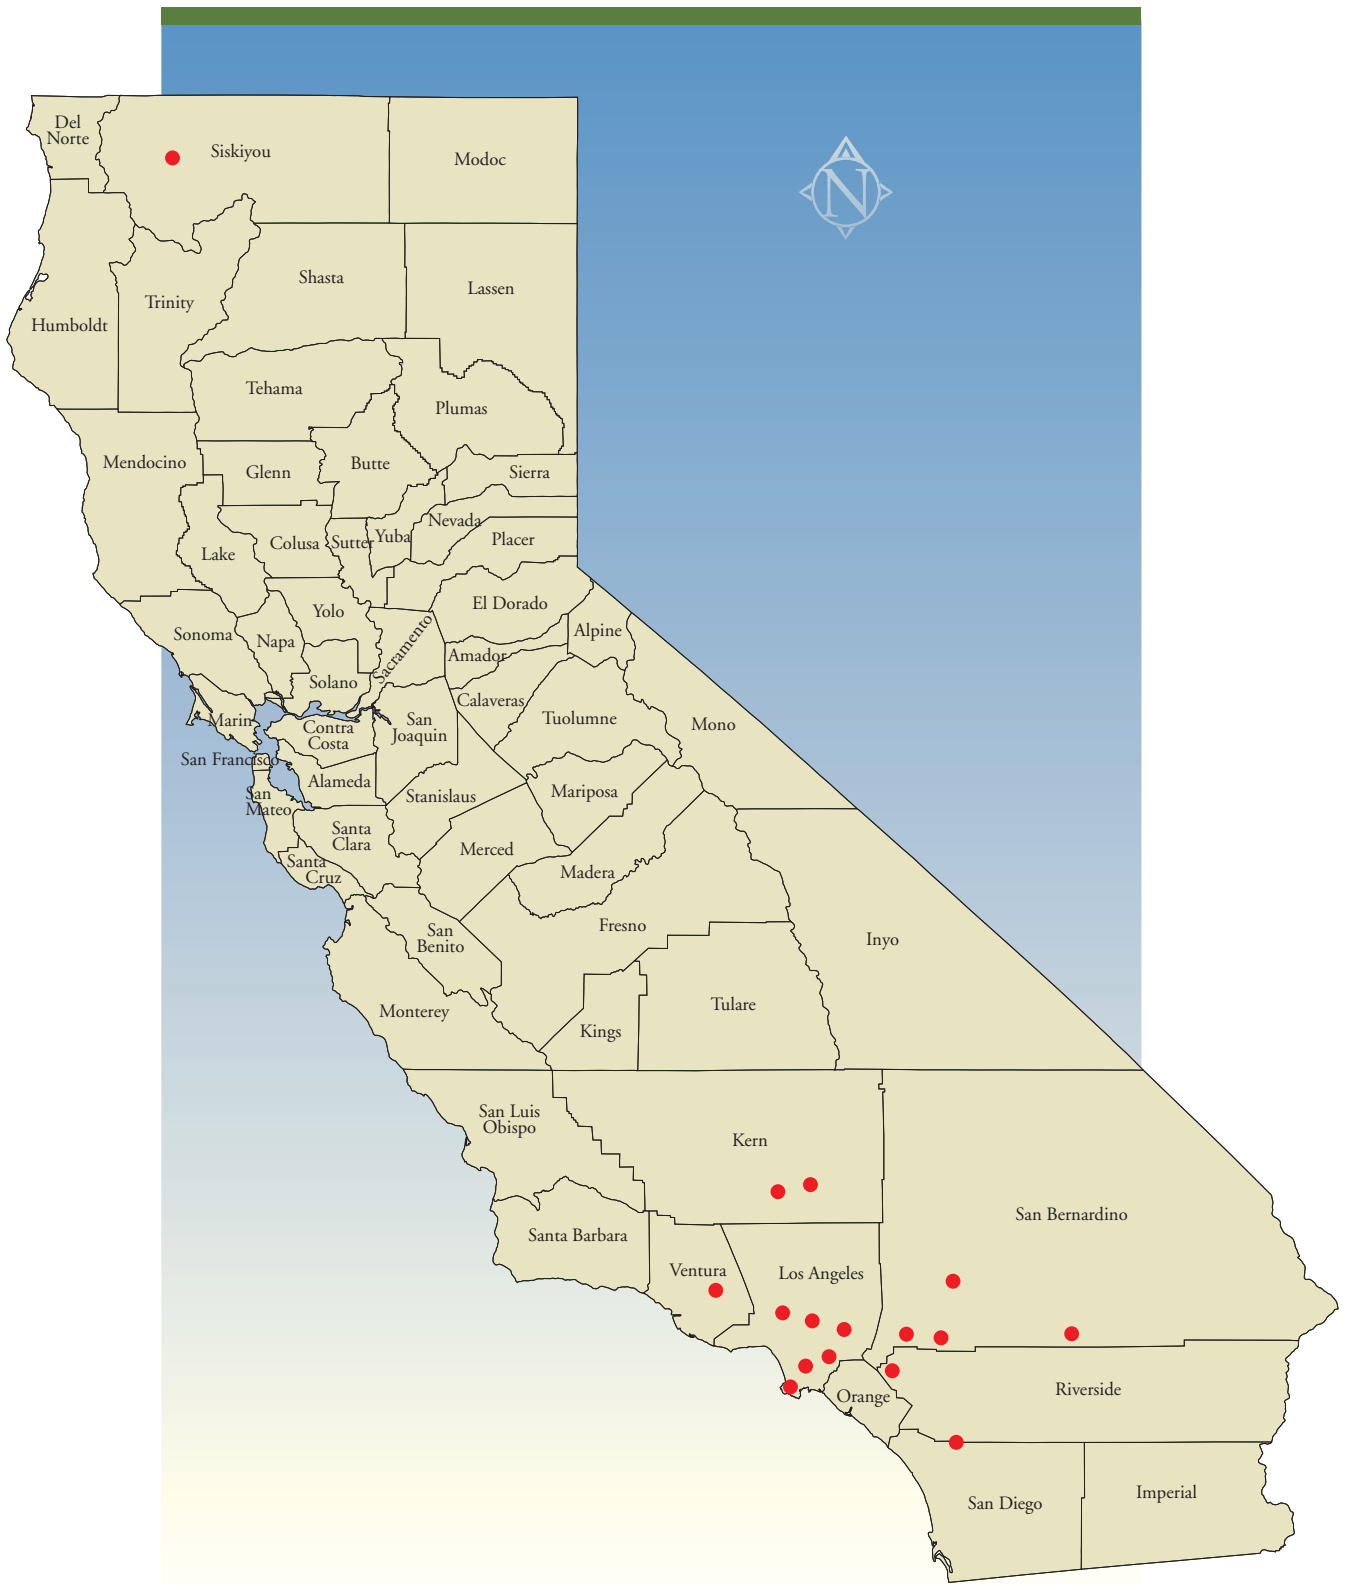 Del
Norte
Siskiyou
Modoc
N
Shasta
Lassen
Trinity
Humboldt
Tehama
Plumas
Mendocino
Glenn
Butte
Sierra
Nevada
Lake
Colusa
Sutter
Yuba
Placer
Yolo
El Dorado
Sonoma
Napa
Sacramento
Alpine
Amador
Solano
Calaveras
Marin
Contra
Costa
San
Joaquin
Tuolumne
Mono
San Francisco
Alameda
San
Mateo
Stanislaus
Mariposa
Santa
Clara
Merced
Santa
Cruz
Madera
Fresno
San
Benito
Inyo
Monterey
Kings
Tulare
San Luis
Obispo
Kern
San Bernardino
Santa Barbara
Ventura
Los Angeles
Orange
Riverside
San Diego
Imperial